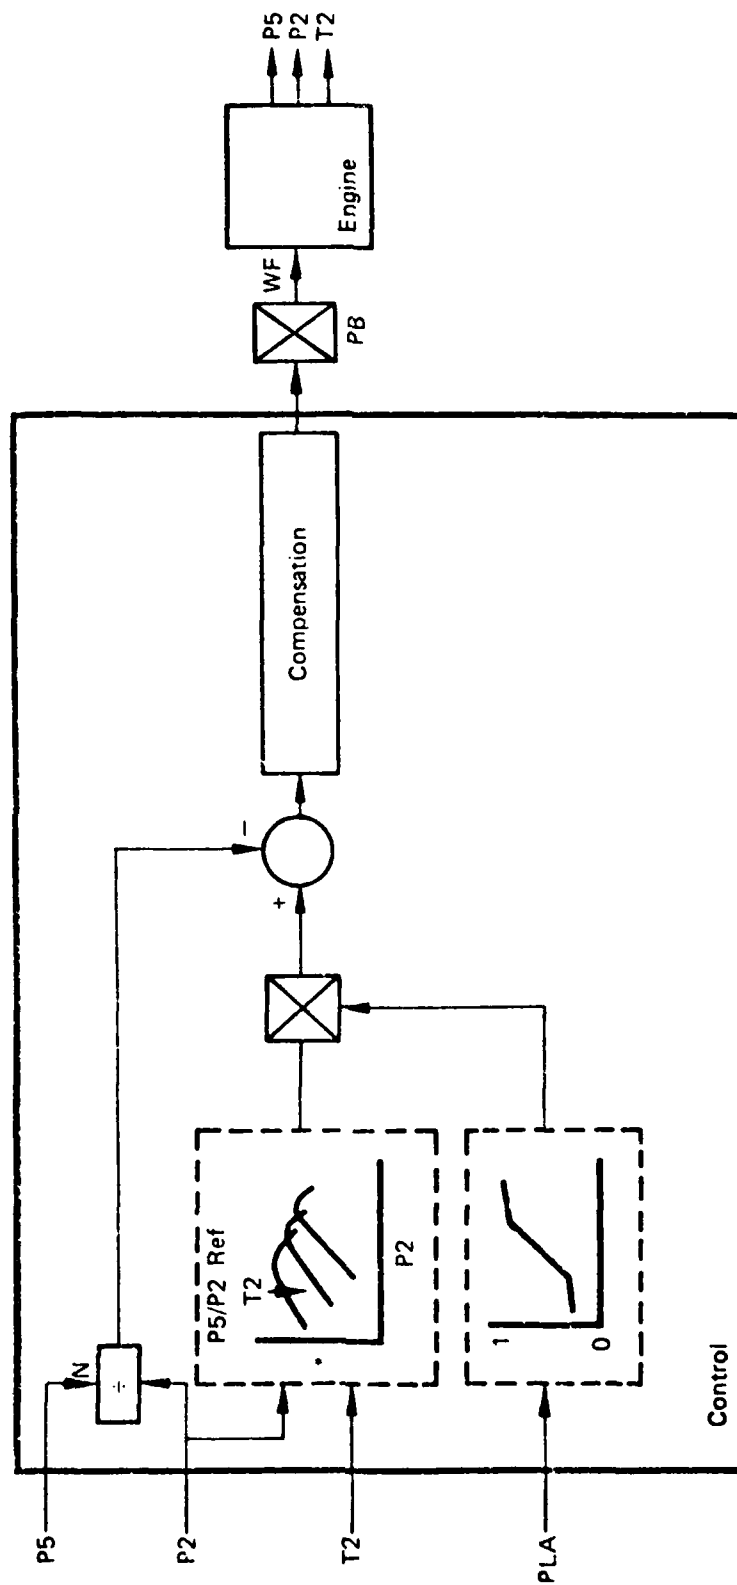 P5
P2
T2
PLA
N
÷
P5/P2 Ref
T2
P2
1
0
+
−
Compensation
Control
PB
WF
Engine
P5
P2
T2